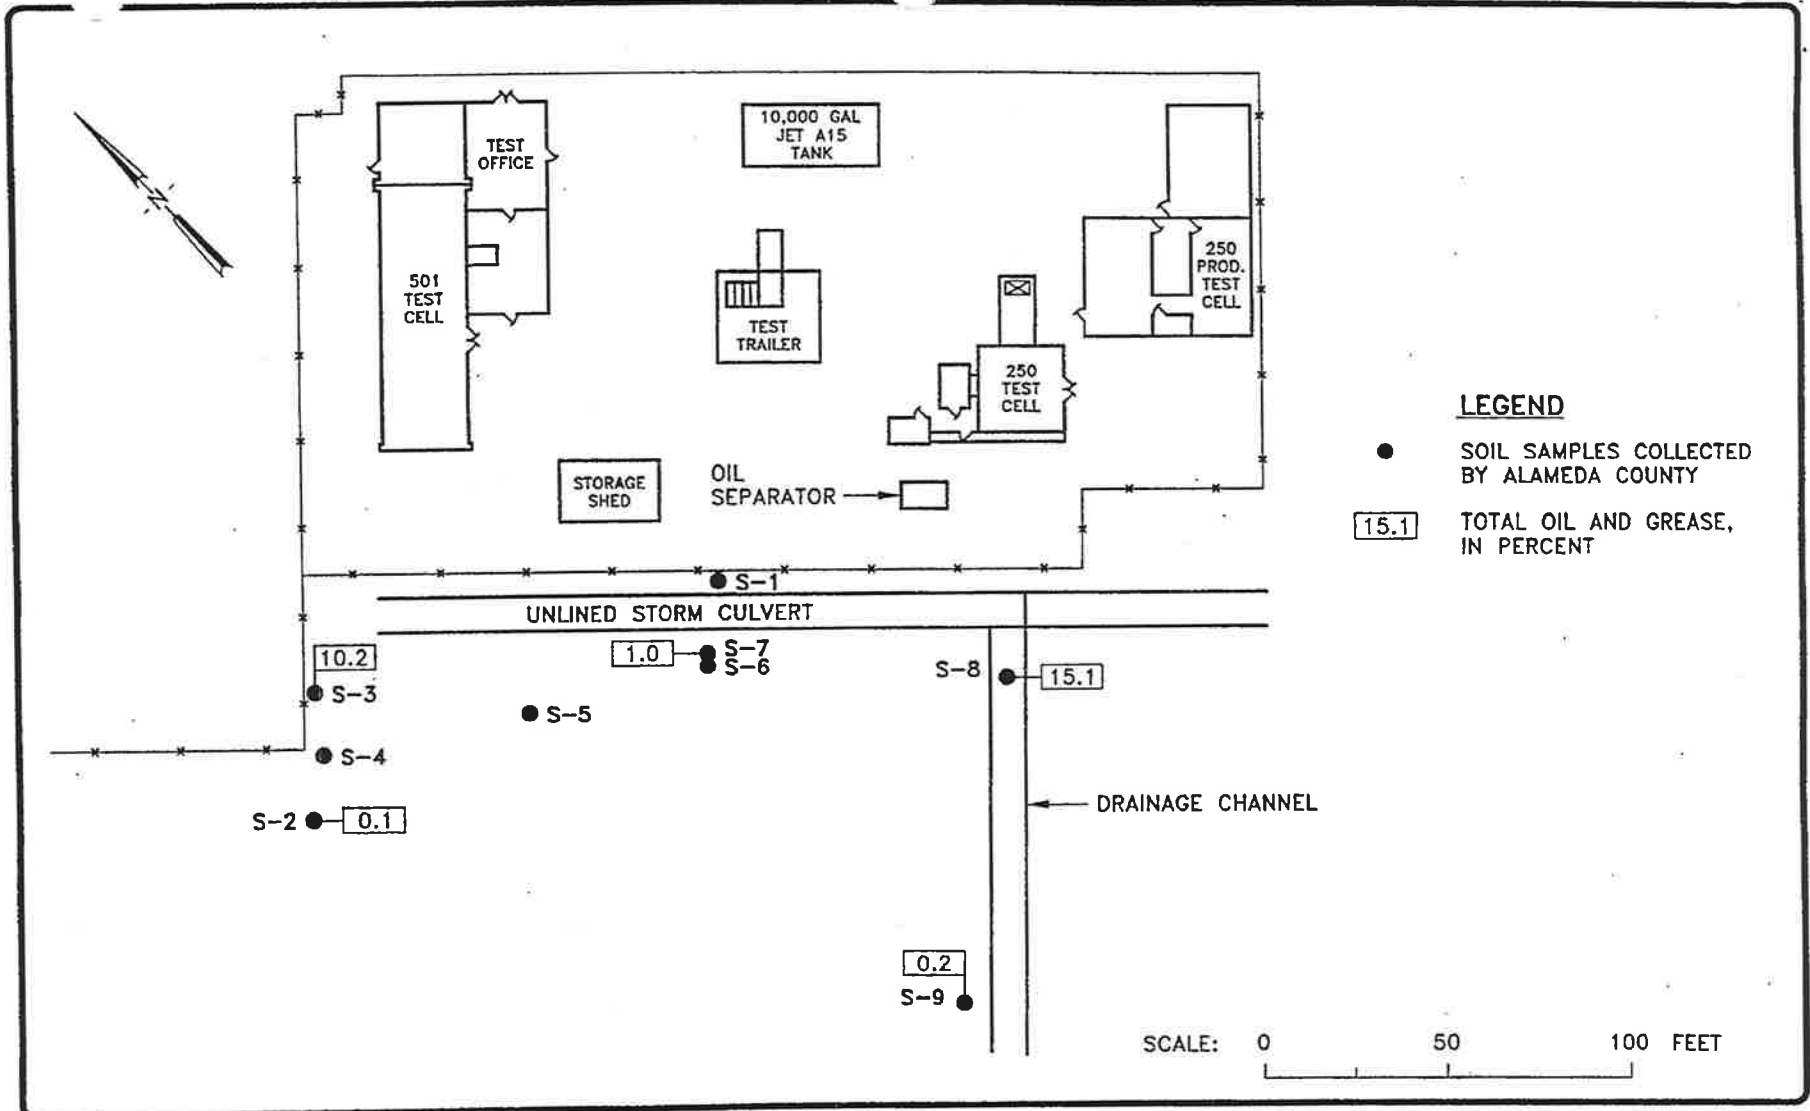 10,000 GAL
JET A15
TANK
TEST
OFFICE
N
501
TEST
CELL
250
PROD.
TEST
CELL
TEST
TRAILER
250
TEST
CELL
LEGEND
SOIL SAMPLES COLLECTED
BY ALAMEDA COUNTY
15.1
TOTAL OIL AND GREASE,
IN PERCENT
STORAGE
SHED
OIL
SEPARATOR
S-1
UNLINED STORM CULVERT
10.2
S-3
1.0
S-7
S-6
S-8
15.1
S-5
S-4
S-2
0.1
DRAINAGE CHANNEL
0.2
S-9
SCALE: 0 50 100 FEET